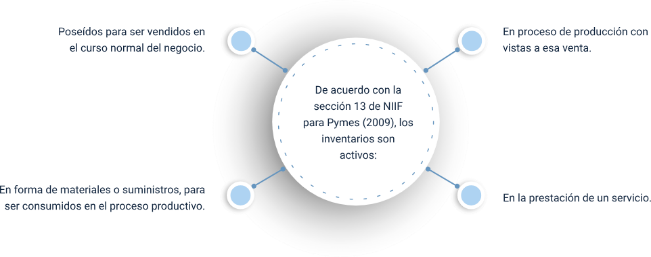 Poseídos para ser vendidos en
el curso normal del negocio.
En proceso de producción con
vistas a esa venta.
De acuerdo con la
sección 13 de NIIF
para Pymes (2009), los
inventarios son
activos:
En forma de materiales o suministros, para
ser consumidos en el proceso productivo.
En la prestación de un servicio.